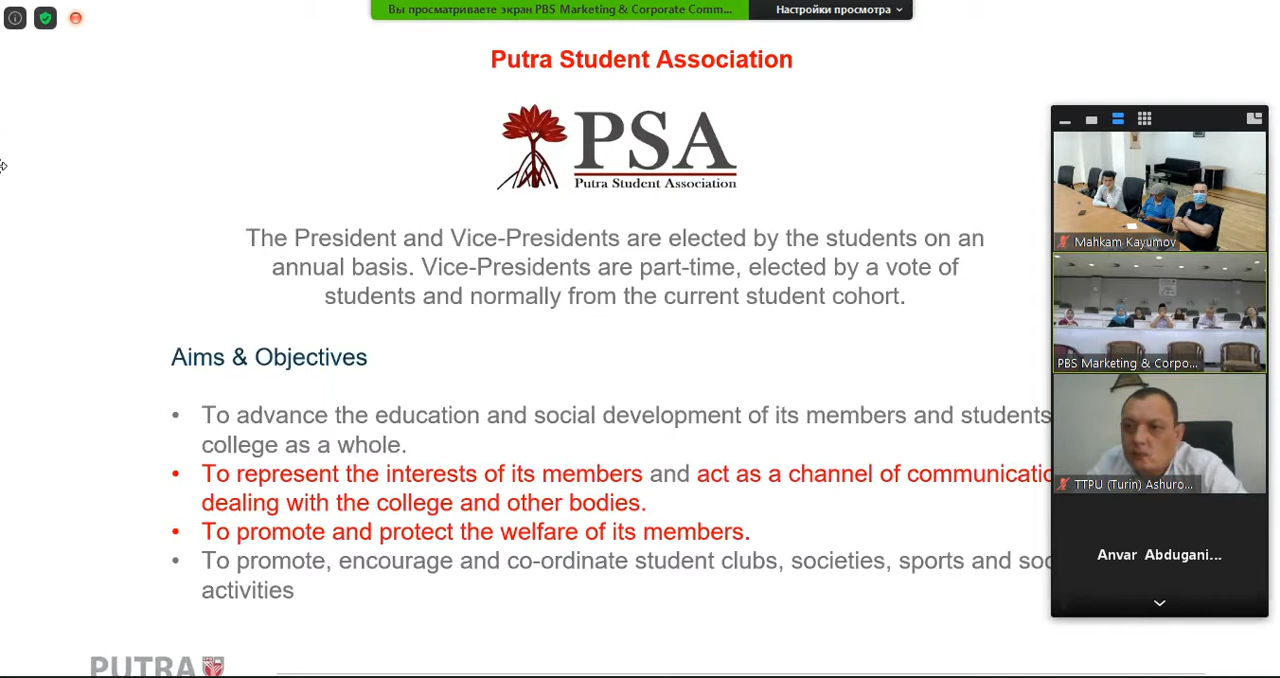 Вы просматриваете экран PBS Marketing & Corporate Comm...
Настройки просмотра
Putra Student Association
PSA
Putra Student Association
The President and Vice-Presidents are elected by the students on an
annual basis. Vice-Presidents are part-time, elected by a vote of
students and normally from the current student cohort.
Aims & Objectives
• To advance the education and social development of its members and students
college as a whole.
• To represent the interests of its members and act as a channel of communicatio
dealing with the college and other bodies.
• To promote and protect the welfare of its members.
• To promote, encourage and co-ordinate student clubs, societies, sports and soc
activities
PUTRA
Mahkam Kayumov
PBS Marketing & Corpo...
TTPU (Turin) Ashuro...
Anvar Abdugani...